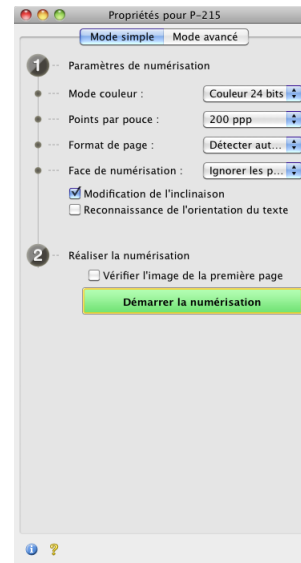 Propriétés pour P-215
Mode simple Mode avancé
1 Paramètres de numérisation
Mode couleur : Couleur 24 bits
Points par pouce : 200 ppp
Format de page : Détecter aut...
Face de numérisation : Ignorer les p...
Modification de l'inclinaison
Reconnaissance de l'orientation du texte
2 Réaliser la numérisation
Vérifier l'image de la première page
Démarrer la numérisation